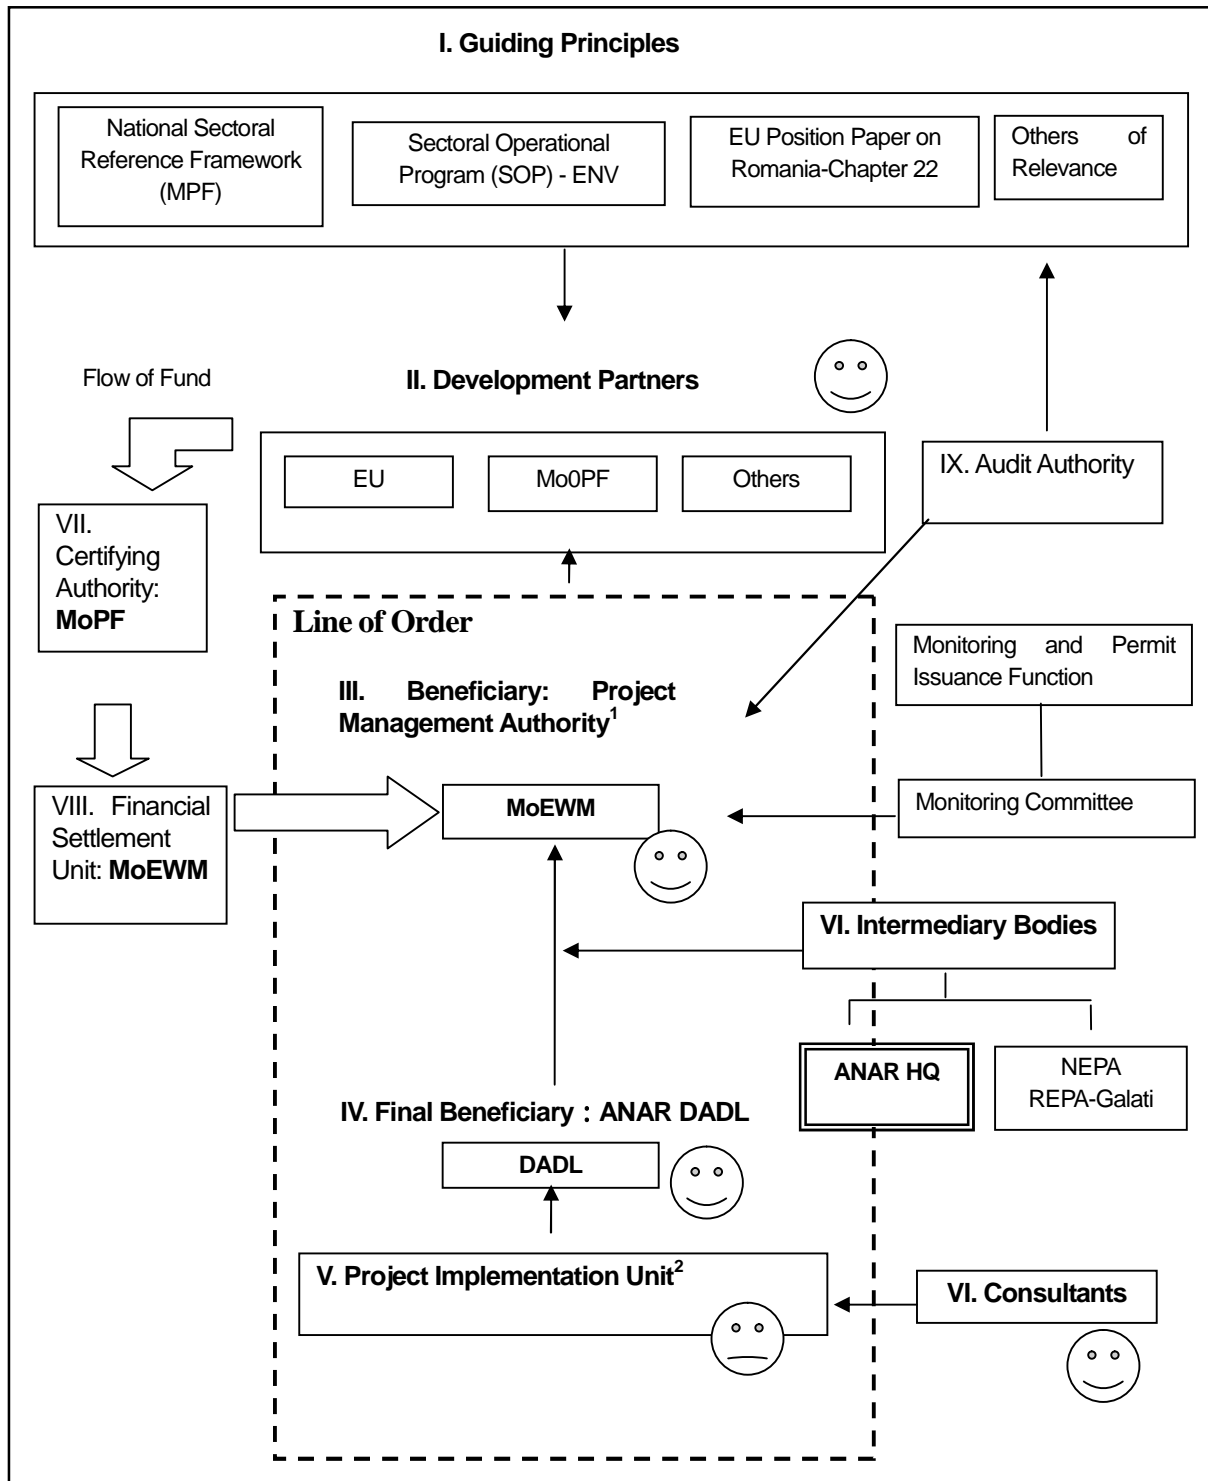 I. Guiding Principles
National Sectoral
Reference Framework
(MPF)
Sectoral Operational
Program (SOP) - ENV
EU Position Paper on
Romania-Chapter 22
Others of
Relevance
Flow of Fund
II. Development Partners
EU
Mo0PF
Others
IX. Audit Authority
VII.
Certifying
Authority:
MoPF
Line of Order
III. Beneficiary: Project
Management Authority1
Monitoring and Permit
Issuance Function
VIII. Financial
Settlement
Unit: MoEWM
MoEWM
Monitoring Committee
VI. Intermediary Bodies
ANAR HQ
NEPA
REPA-Galati
IV. Final Beneficiary : ANAR DADL
DADL
V. Project Implementation Unit2
VI. Consultants